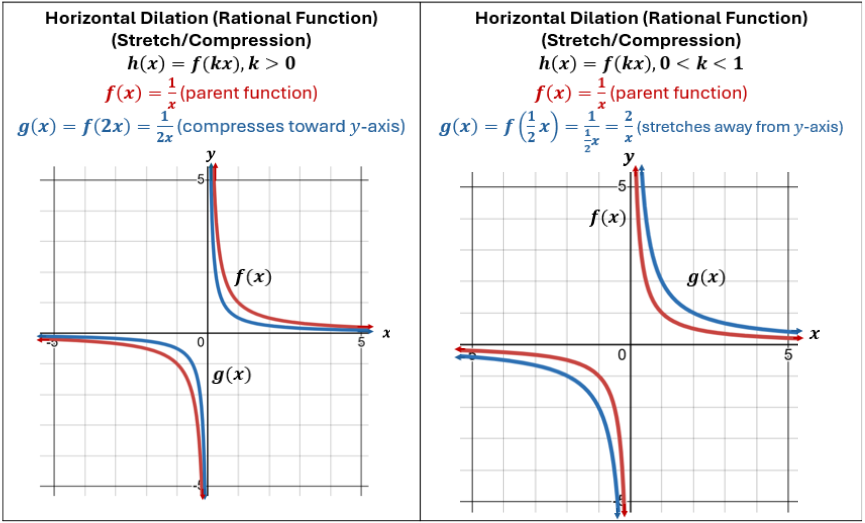 Horizontal Dilation (Rational Function)
(Stretch/Compression)
h(x) = f(kx), k > 0
f(x) = 1/x (parent function)
g(x) = f(2x) = 1/2x (compresses toward y-axis)
y
5
f(x)
x
-5
0
5
g(x)
-5
Horizontal Dilation (Rational Function)
(Stretch/Compression)
h(x) = f(kx), 0 < k < 1
f(x) = 1/x (parent function)
g(x) = f(1/2 x) = 1/(1/2 x) = 2/x (stretches away from y-axis)
y
5
f(x)
g(x)
x
0
5